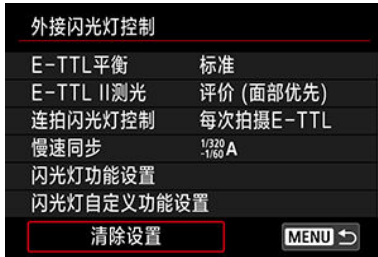 外接闪光灯控制
E-TTL平衡 标准
E-TTL II测光 评价 (面部优先)
连拍闪光灯控制 每次拍摄E-TTL
慢速同步 1/320-1/60 A
闪光灯功能设置
闪光灯自定义功能设置
清除设置 MENU